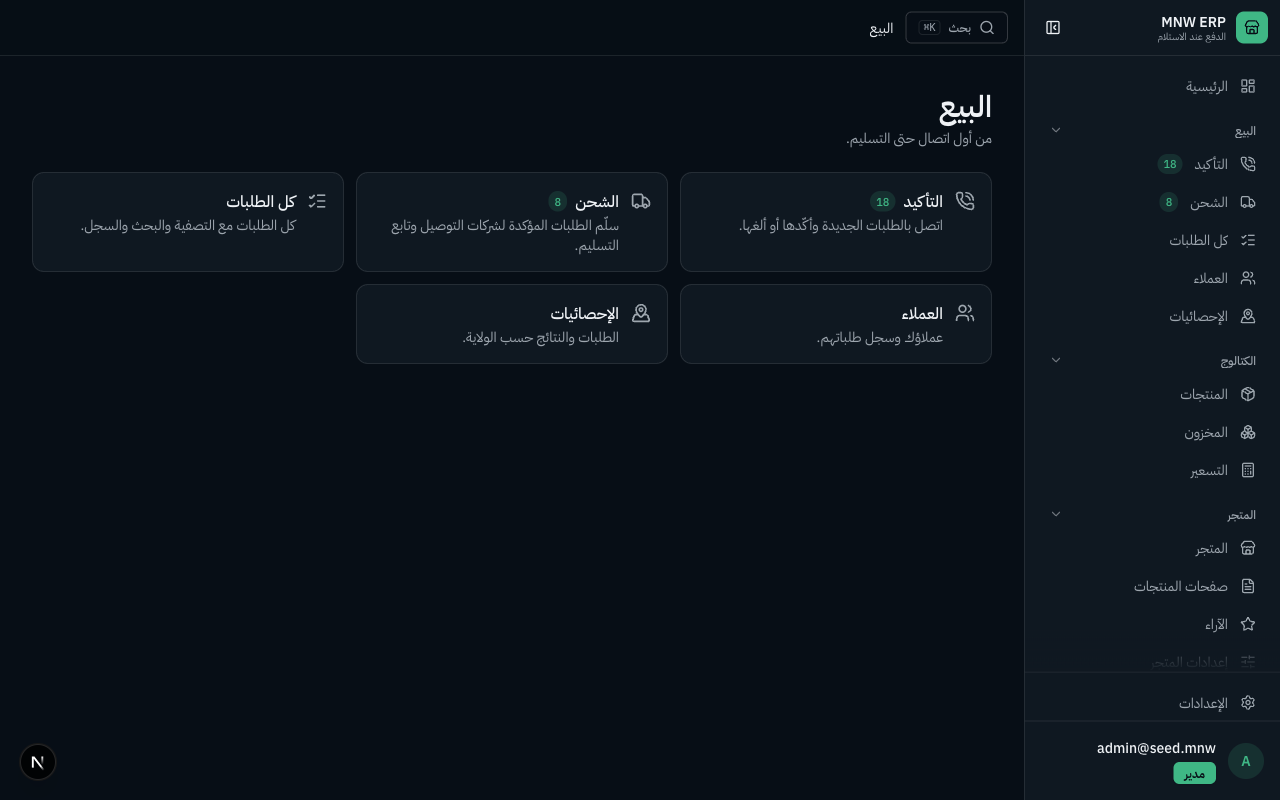 MNW ERP
الدفع عند الاستلام
الرئيسية
البيع
التأكيد 18
الشحن 8
كل الطلبات
العملاء
الإحصائيات
الكتالوج
المنتجات
المخزون
التسعير
المتجر
المتجر
صفحات المنتجات
الآراء
إعدادات المتجر
الإعدادات
A
admin@seed.mnw
مدير
بحث ⌘K
البيع
البيع
من أول اتصال حتى التسليم.
التأكيد 18
اتصل بالطلبات الجديدة وأكّدها أو ألغها.
الشحن 8
سلّم الطلبات المؤكدة لشركات التوصيل وتابع
التسليم.
كل الطلبات
كل الطلبات مع التصفية والبحث والسجل.
العملاء
عملاؤك وسجل طلباتهم.
الإحصائيات
الطلبات والنتائج حسب الولاية.
N